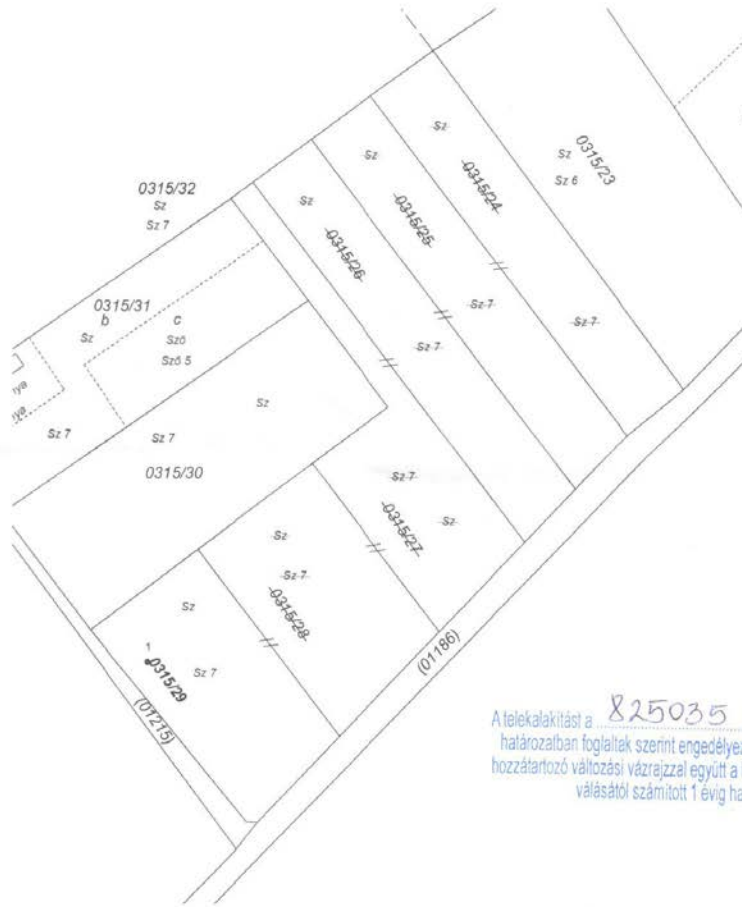 Sz
0315/24
Sz
Sz 6
0315/23
Sz
0315/25
0315/32
Sz
Sz 7
Sz
0315/26
0315/31
b
c
Sz
Sző
Sző 5
Sz 7
Sz 7
Sz 7
nya
nya
Sz 7
Sz
Sz 7
0315/30
Sz 7
0315/27
Sz
Sz
Sz 7
0315/28
Sz
1
0315/29
Sz 7
(01215)
(01186)
A telekalakítást a 825035
határozatban foglaltak szerint engedélyez
hozzátartozó változási vázrajzzal együtt a
válásától számított 1 évig ha